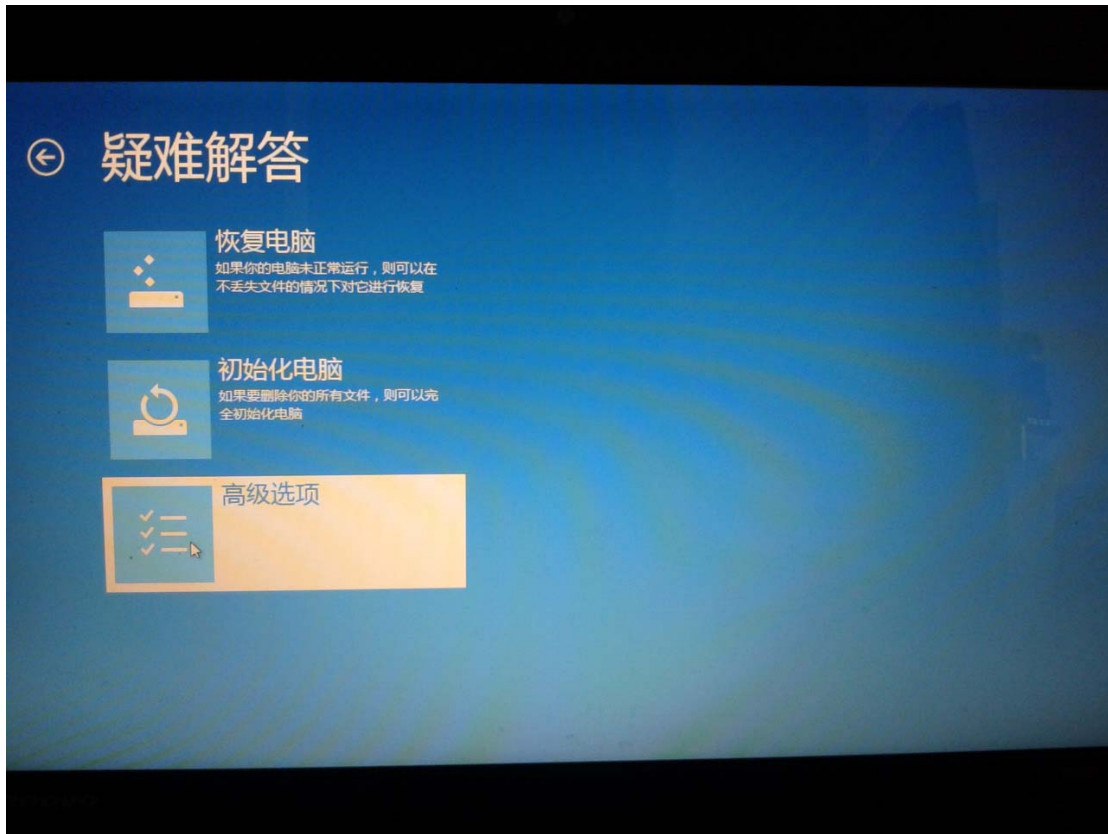 疑难解答
恢复电脑
如果你的电脑未正常运行，则可以在
不丢失文件的情况下对它进行恢复
初始化电脑
如果要删除你的所有文件，则可以完
全初始化电脑
高级选项